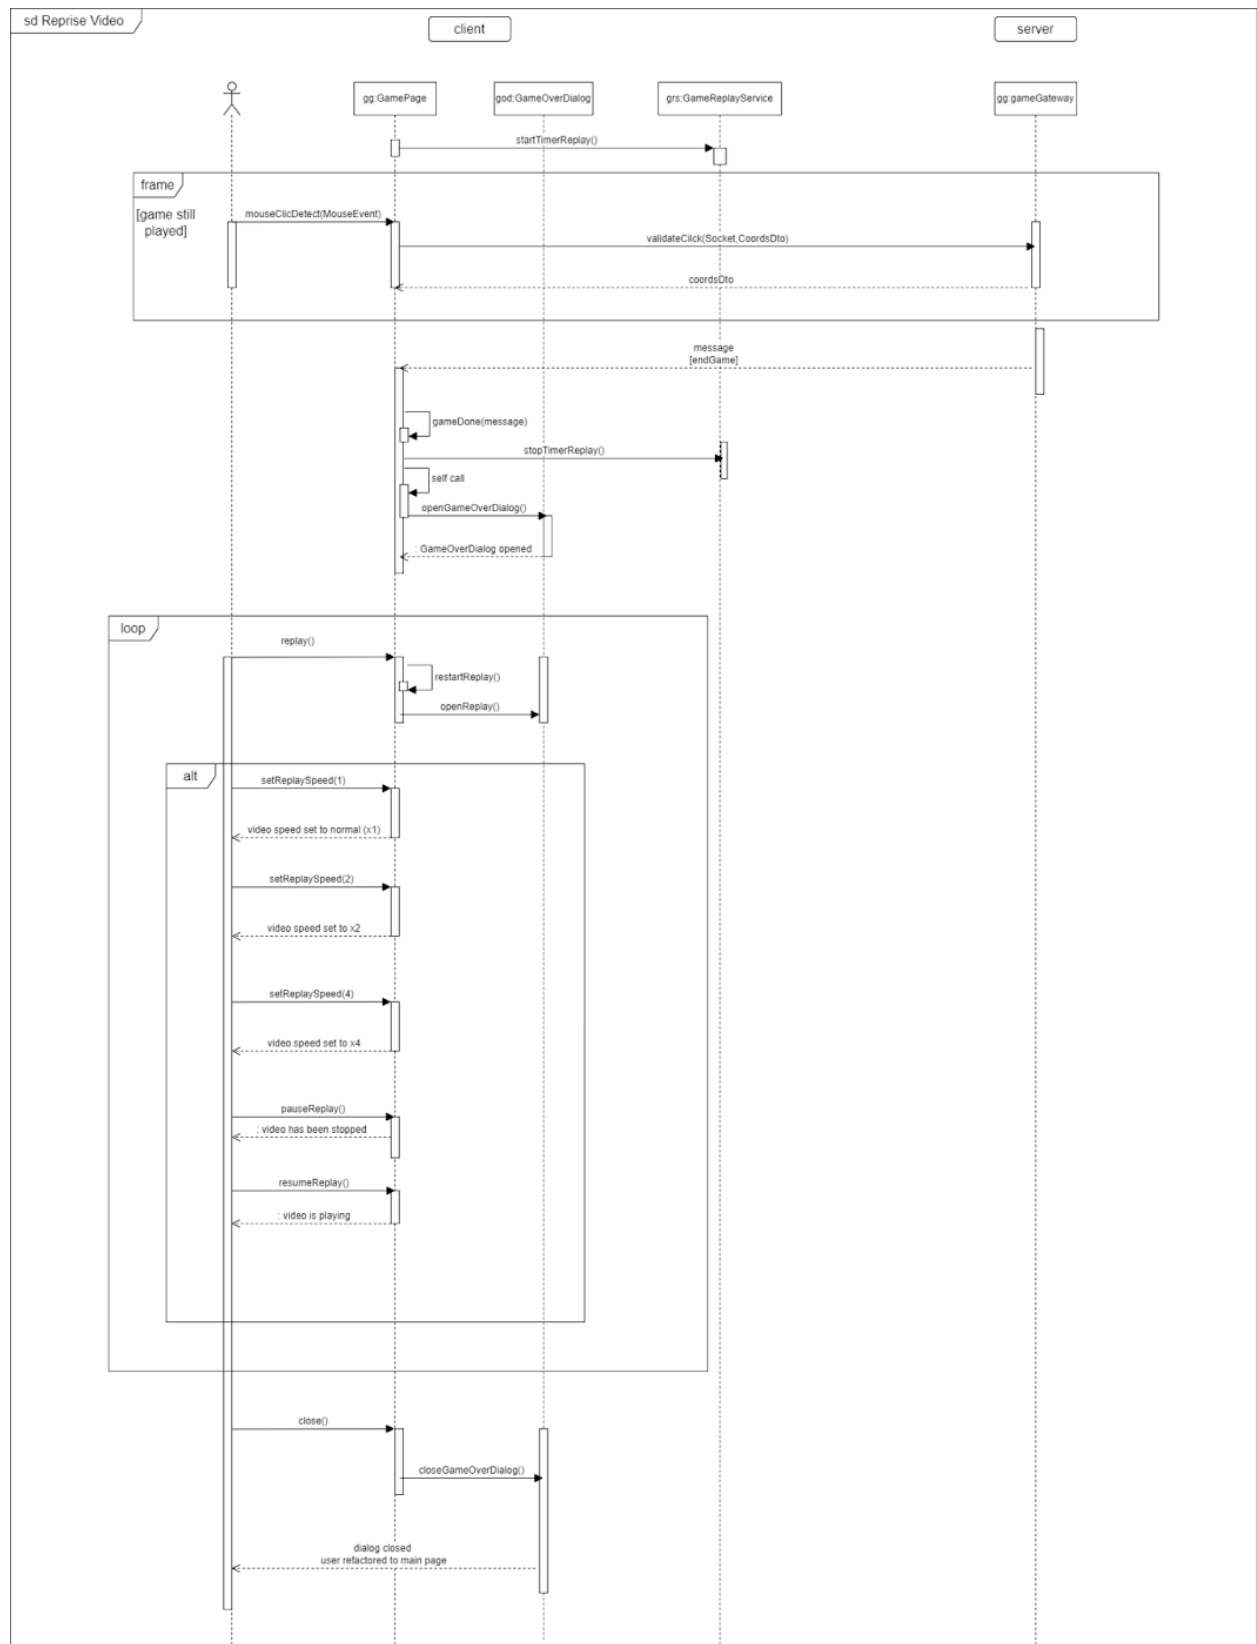 sd Reprise Video
client
server
gg:GamePage
god:GameOverDialog
grs:GameReplayService
gg:gameGateway
startTimerReplay()
frame
[game still
played]
mouseClicDetect(MouseEvent)
validateCilck(Socket,CoordsDto)
coordsDto
message
[endGame]
gameDone(message)
stopTimerReplay()
self call
openGameOverDialog()
: GameOverDialog opened
loop
replay()
restartReplay()
openReplay()
alt
setReplaySpeed(1)
video speed set to normal (x1)
setReplaySpeed(2)
video speed set to x2
setReplaySpeed(4)
video speed set to x4
pauseReplay()
: video has been stopped
resumeReplay()
: video is playing
close()
closeGameOverDialog()
dialog closed
user refactored to main page